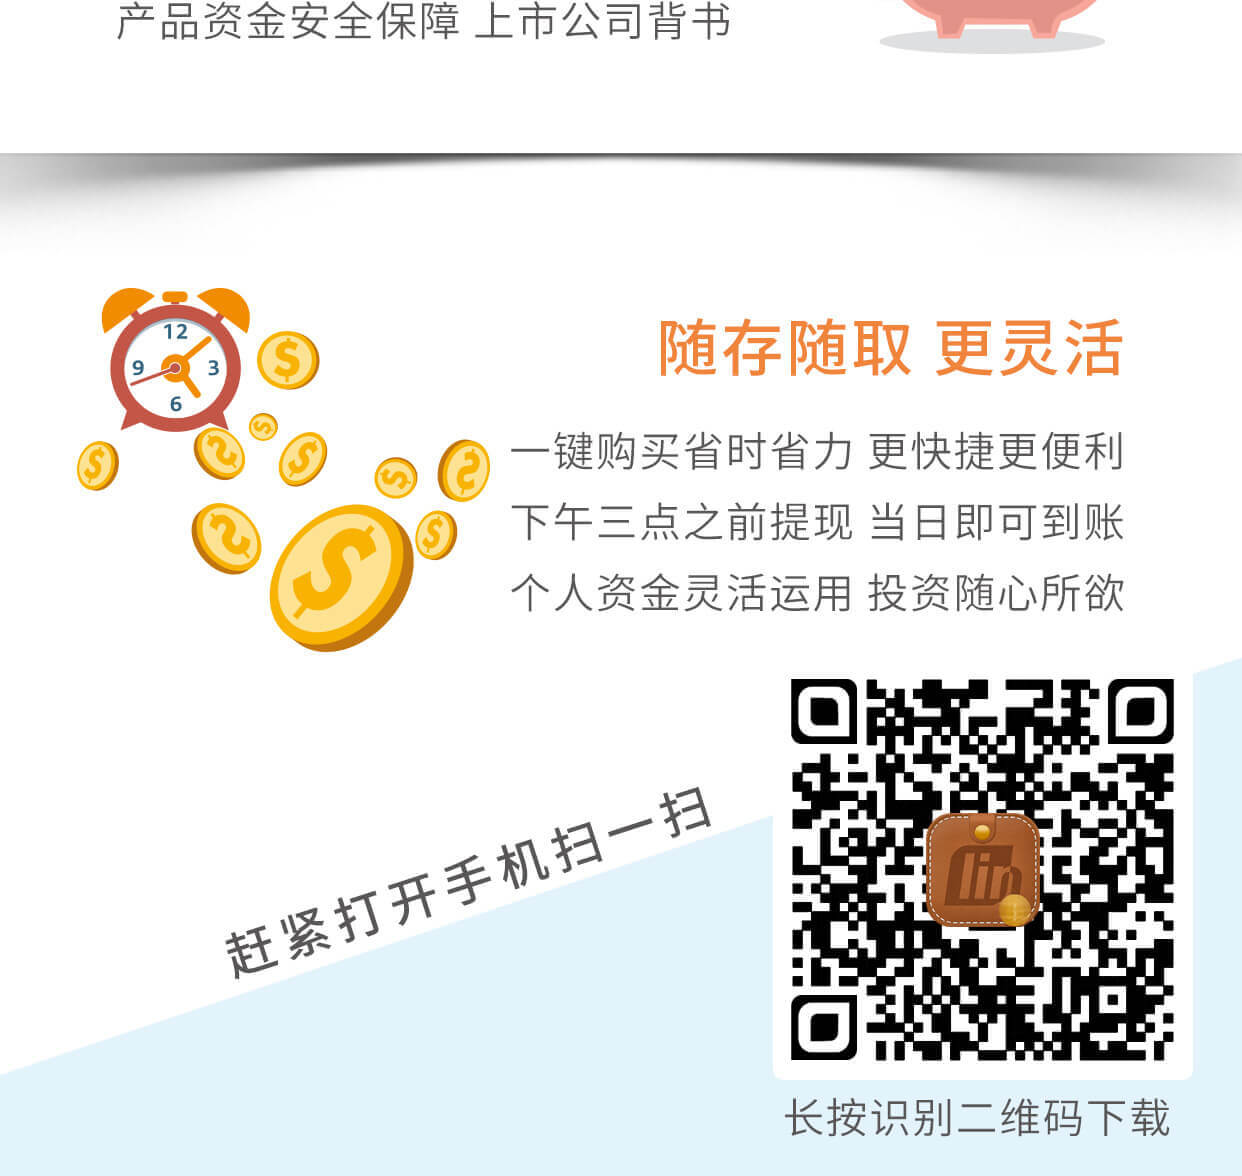 产品资金安全保障 上市公司背书
12
9 3
6
随存随取 更灵活
一键购买省时省力 更快捷更便利
下午三点之前提现 当日即可到账
个人资金灵活运用 投资随心所欲
赶紧打开手机扫一扫
长按识别二维码下载